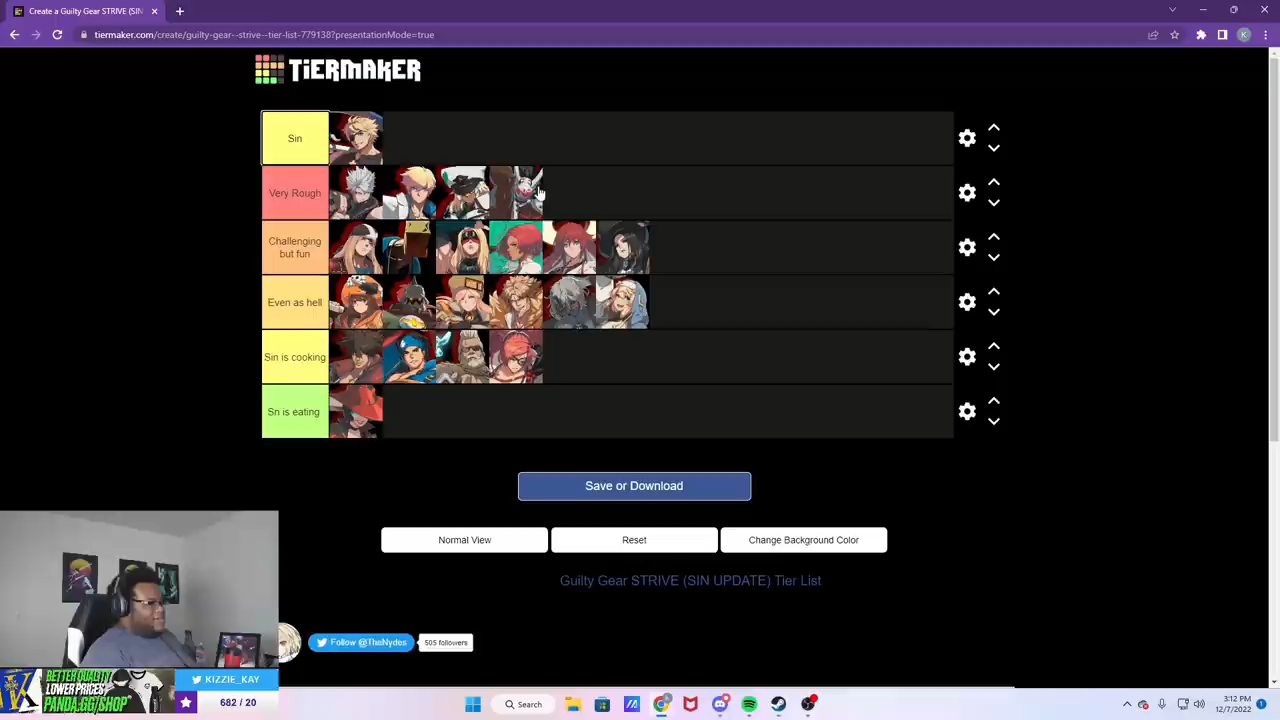 Create a Guilty Gear STRIVE (SIN
tiermaker.com/create/guilty-gear--strive--tier-list-779138?presentationMode=true
K
TiERMAKER
Sin
Very Rough
Challenging
but fun
Even as hell
Sin is cooking
Sn is eating
Save or Download
Normal View
Reset
Change Background Color
Guilty Gear STRIVE (SIN UPDATE) Tier List
Follow @TheNydes
505 followers
BETTER QUALITY
LOWER PRICES
PANDA.GG/SHOP
KIZZIE_KAY
682 / 20
Search
3:12 PM
12/7/2022